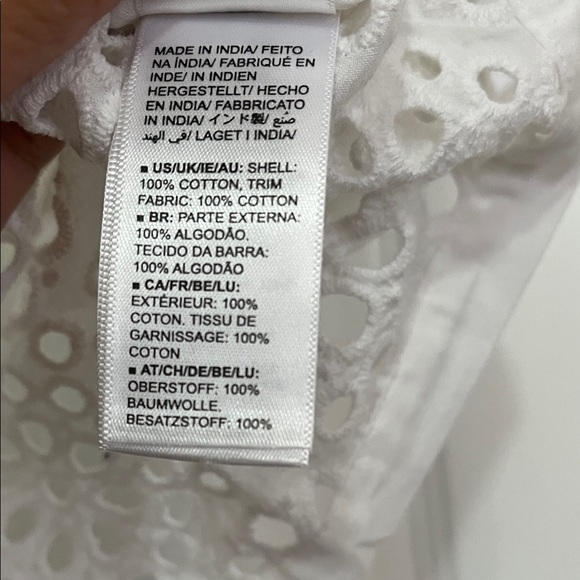 MADE IN INDIA/ FEITO
NA ÍNDIA/ FABRIQUÉ EN
INDE/ IN INDIEN
HERGESTELLT/ HECHO
EN INDIA/ FABBRICATO
IN INDIA/ インド製/ صُنع
في الهند/ LAGET I INDIA/
■ US/UK/IE/AU: SHELL:
100% COTTON, TRIM
FABRIC: 100% COTTON
■ BR: PARTE EXTERNA:
100% ALGODÃO,
TECIDO DA BARRA:
100% ALGODÃO
■ CA/FR/BE/LU:
EXTÉRIEUR: 100%
COTON. TISSU DE
GARNISSAGE: 100%
COTON
■ AT/CH/DE/BE/LU:
OBERSTOFF: 100%
BAUMWOLLE,
BESATZSTOFF: 100%